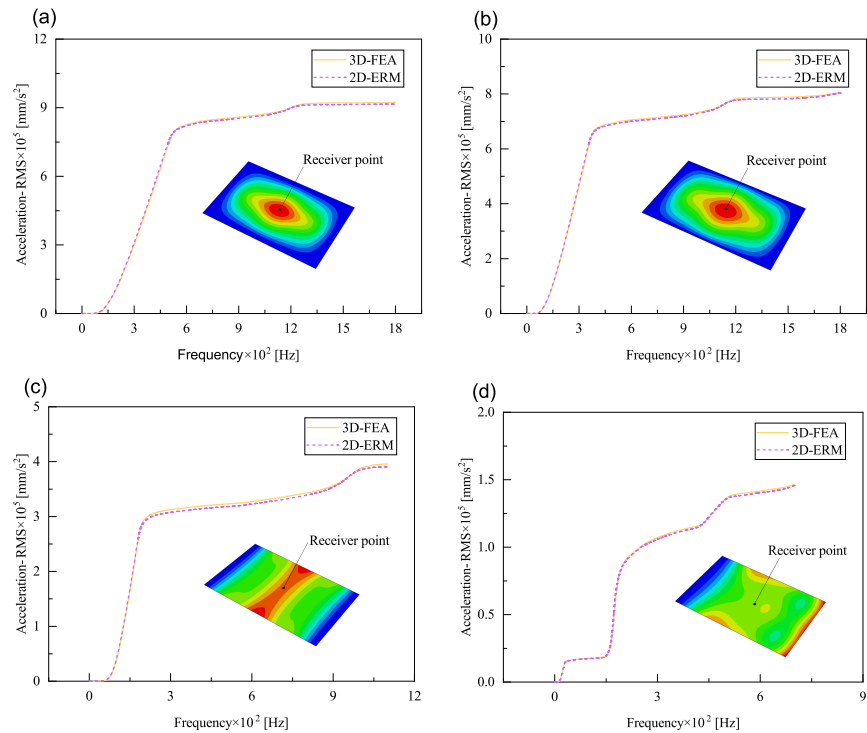 (a)
12
9
6
3
0
Acceleration- RMS×10⁵ [mm/s²]
3D-FEA
2D-ERM
Receiver point
0 3 6 9 12 15 18
Frequency×10² [Hz]
(b)
10
8
6
4
2
0
Acceleration- RMS×10⁵ [mm/s²]
3D-FEA
2D-ERM
Receiver point
0 3 6 9 12 15 18
Frequency×10² [Hz]
(c)
5
4
3
2
1
0
Acceleration- RMS×10⁵ [mm/s²]
3D-FEA
2D-ERM
Receiver point
0 3 6 9 12
Frequency×10² [Hz]
(d)
2.0
1.5
1.0
0.5
0.0
Acceleration- RMS×10⁵ [mm/s²]
3D-FEA
2D-ERM
Receiver point
0 3 6 9
Frequency×10² [Hz]